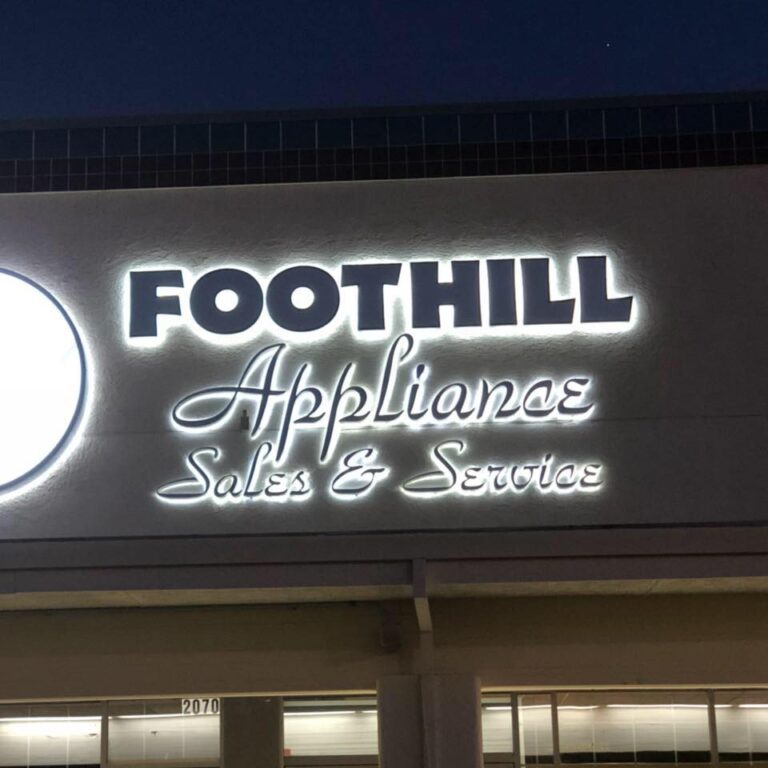 FOOTHILL
Appliance
Sales & Service
2070